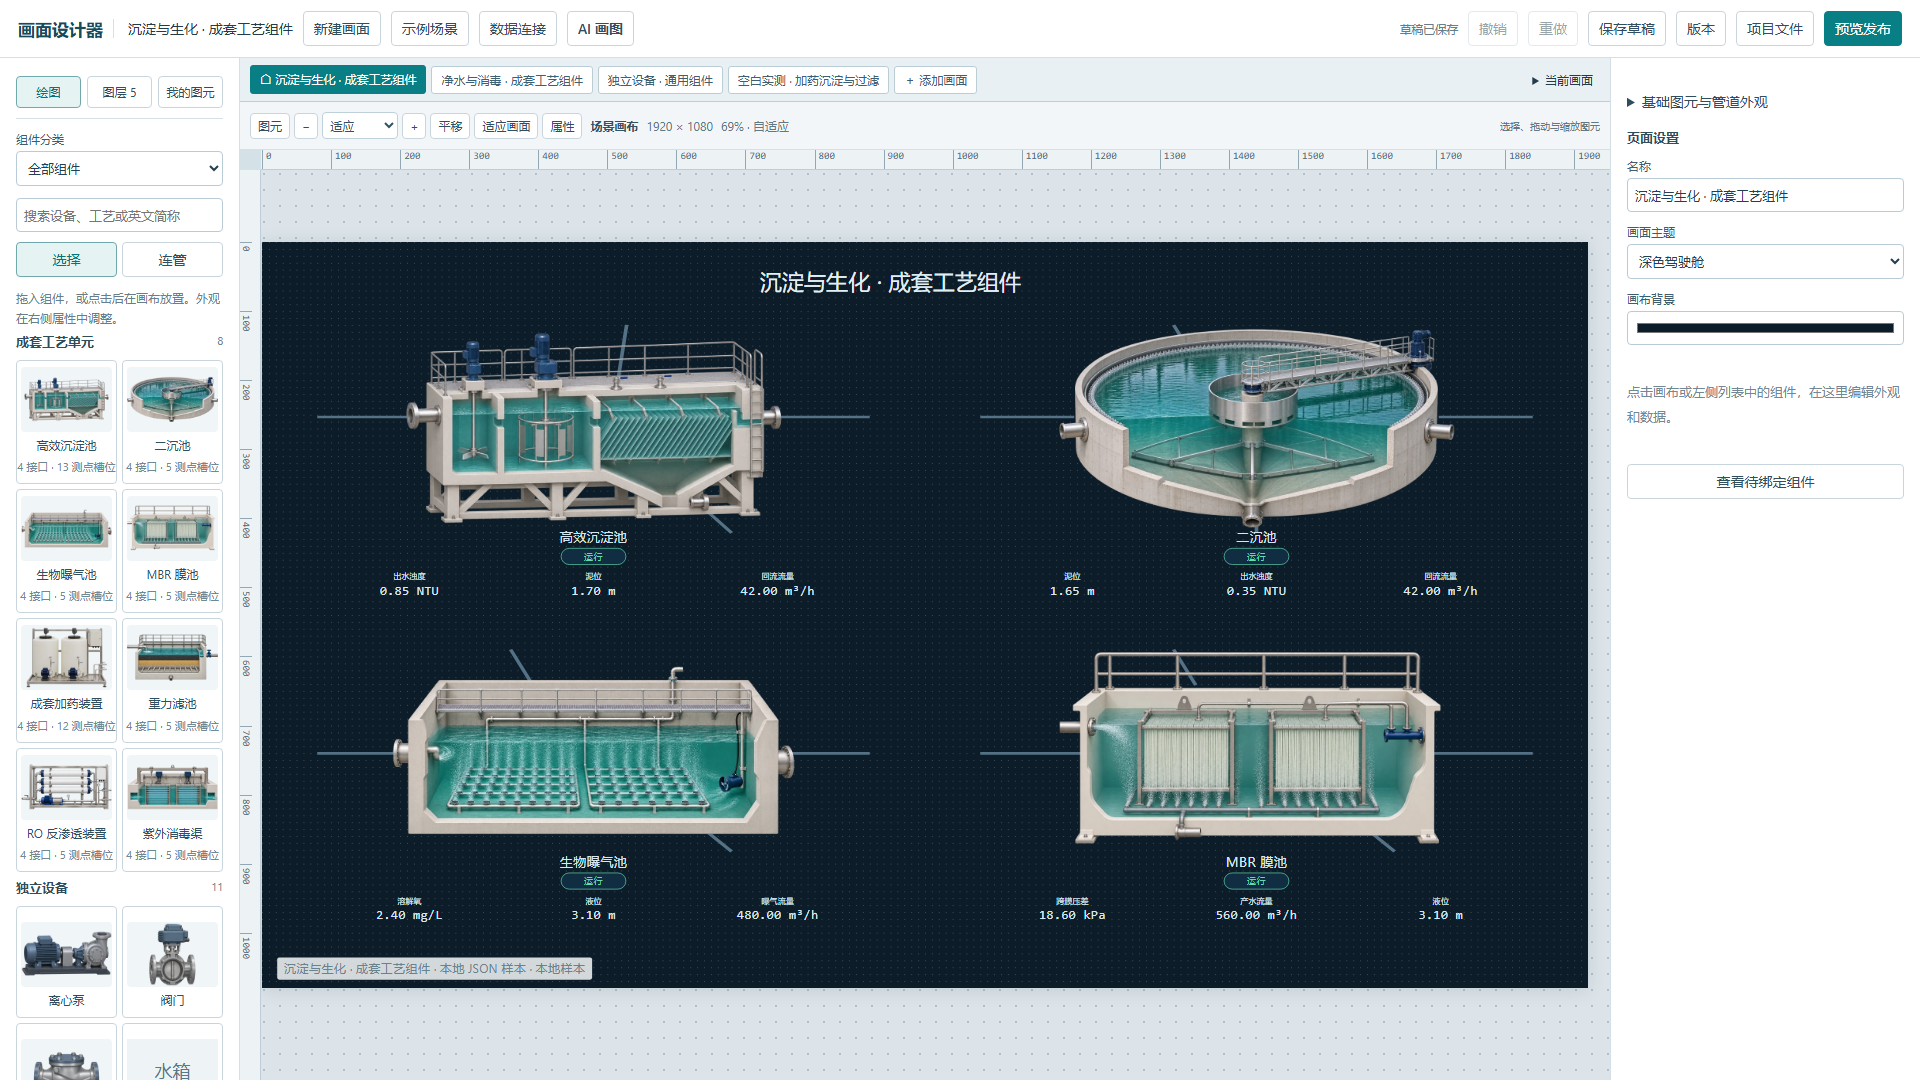 画面设计器
沉淀与生化 · 成套工艺组件
新建画面
示例场景
数据连接
AI 画图
草稿已保存
撤销
重做
保存草稿
版本
项目文件
预览发布
绘图
图层 5
我的图元
组件分类
全部组件
搜索设备、工艺或英文简称
选择
连管
拖入组件，或点击后在画布放置。外观
在右侧属性中调整。
成套工艺单元
8
高效沉淀池
4 接口 · 13 测点槽位
二沉池
4 接口 · 5 测点槽位
生物曝气池
4 接口 · 5 测点槽位
MBR 膜池
4 接口 · 5 测点槽位
成套加药装置
4 接口 · 12 测点槽位
重力滤池
4 接口 · 5 测点槽位
RO 反渗透装置
4 接口 · 5 测点槽位
紫外消毒渠
4 接口 · 5 测点槽位
独立设备
11
离心泵
阀门
水箱
沉淀与生化 · 成套工艺组件
净水与消毒 · 成套工艺组件
独立设备 · 通用组件
空白实测 · 加药沉淀与过滤
+ 添加画面
当前画面
图元
−
适应
+
平移
适应画面
属性
场景画布
1920 × 1080
69% · 自适应
选择、拖动与缩放图元
0
100
200
300
400
500
600
700
800
900
1000
1100
1200
1300
1400
1500
1600
1700
1800
1900
0
100
200
300
400
500
600
700
800
900
1000
沉淀与生化 · 成套工艺组件
高效沉淀池
运行
出水浊度
0.85 NTU
泥位
1.70 m
回流流量
42.00 m³/h
二沉池
运行
泥位
1.65 m
出水浊度
0.35 NTU
回流流量
42.00 m³/h
生物曝气池
运行
溶解氧
2.40 mg/L
液位
3.10 m
曝气流量
480.00 m³/h
MBR 膜池
运行
跨膜压差
18.60 kPa
产水流量
560.00 m³/h
液位
3.10 m
沉淀与生化 · 成套工艺组件 · 本地 JSON 样本 · 本地样本
基础图元与管道外观
页面设置
名称
沉淀与生化 · 成套工艺组件
画面主题
深色驾驶舱
画布背景
点击画布或左侧列表中的组件，在这里编辑外观
和数据。
查看待绑定组件